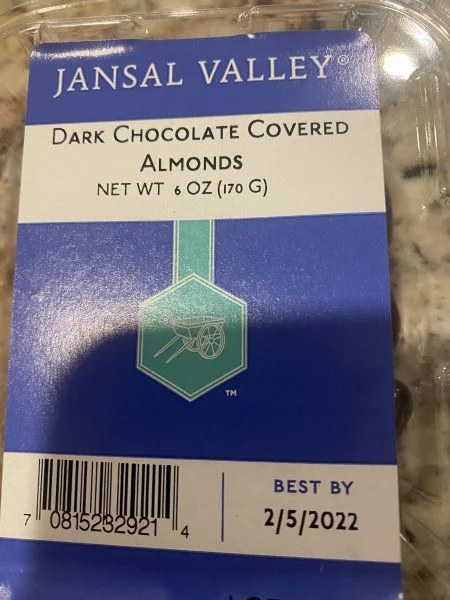 JANSAL VALLEY®
DARK CHOCOLATE COVERED
ALMONDS
NET WT 6 OZ (170 G)
TM
BEST BY
2/5/2022
7 0815232921 4